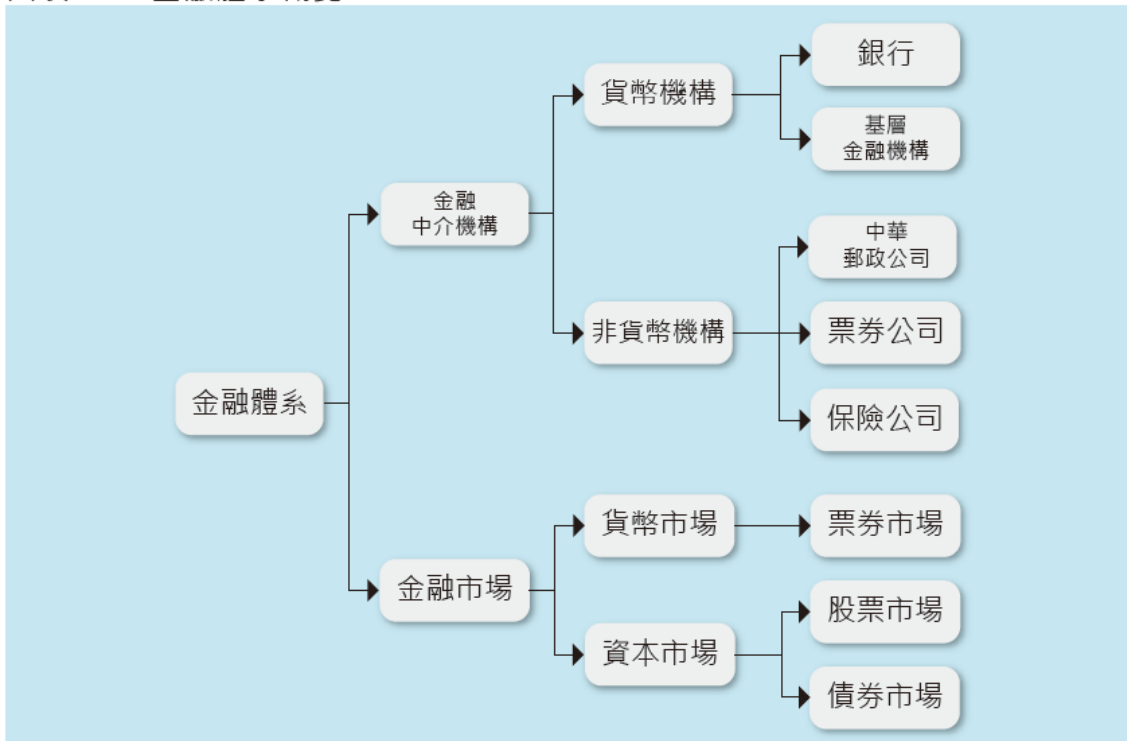 銀行
貨幣機構
基層
金融機構
金融
中介機構
中華
郵政公司
非貨幣機構
票券公司
保險公司
金融體系
貨幣市場
票券市場
金融市場
股票市場
資本市場
債券市場